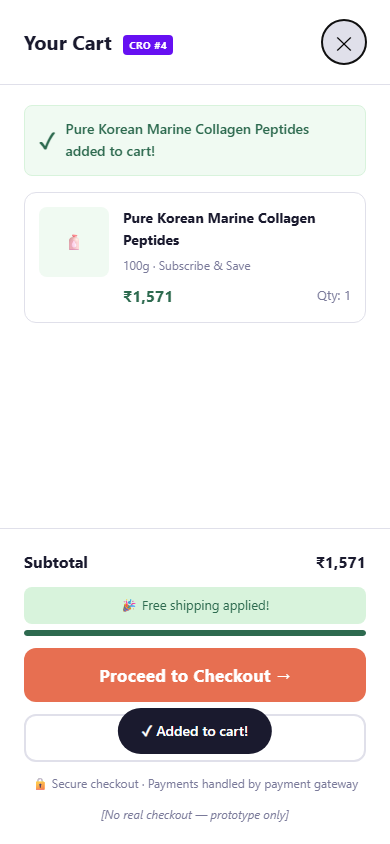 Your Cart CRO #4
✓ Pure Korean Marine Collagen Peptides
added to cart!
Pure Korean Marine Collagen
Peptides
100g · Subscribe & Save
₹1,571 Qty: 1
Subtotal ₹1,571
🎉 Free shipping applied!
Proceed to Checkout →
✓ Added to cart!
🔒 Secure checkout · Payments handled by payment gateway
[No real checkout — prototype only]